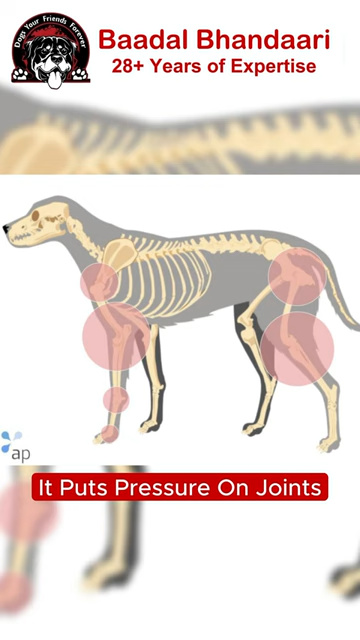 Dogs Your Friends Forever
Baadal Bhandaari
28+ Years of Expertise
ap
It Puts Pressure On Joints